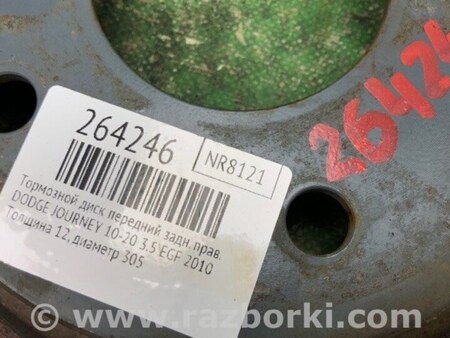 264246
NR8121
Тормозной диск передний задн. прав.
DODGE JOURNEY 10-20 3.5 EGF 2010
Толщина 12, диаметр 305
26424
www.razborki.com